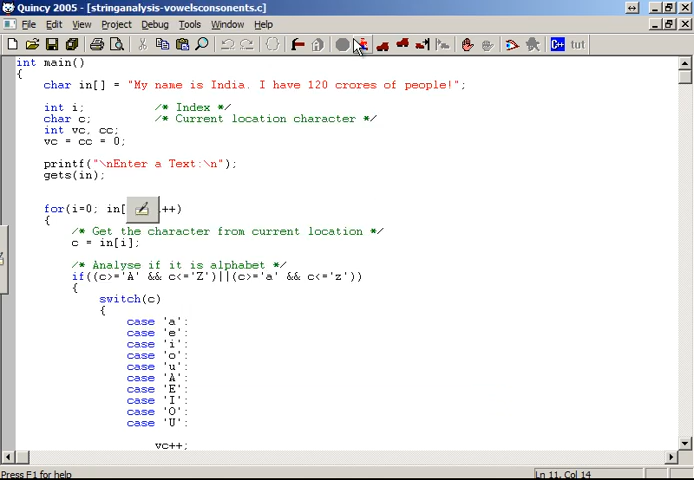 Quincy 2005 - [stringanalysis-vowelsconsonents.c]
File Edit View Project Debug Tools Window Help
C++ tut
int main()
{
char in[] = "My name is India. I have 120 crores of people!";
int i; /* Index */
char c; /* Current location character */
int vc, cc;
vc = cc = 0;
printf("\nEnter a Text:\n");
gets(in);
for(i=0; in[ ++)
{
/* Get the character from current location */
c = in[i];
/* Analyse if it is alphabet */
if((c>='A' && c<='Z')||(c>='a' && c<='z'))
{
switch(c)
{
case 'a':
case 'e':
case 'i':
case 'o':
case 'u':
case 'A':
case 'E':
case 'I':
case 'O':
case 'U':
vc++;
Press F1 for help
Ln 11, Col 14